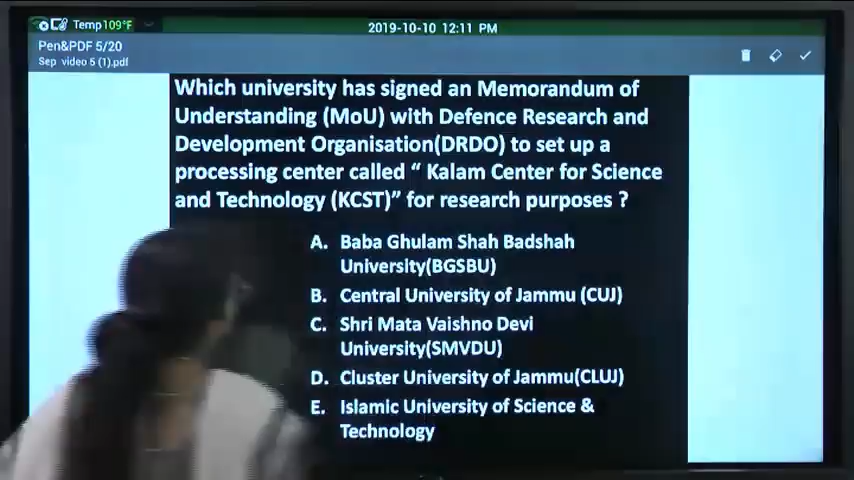 Temp109°F
2019-10-10 12:11 PM
Pen&PDF 5/20
Sep video 5 (1).pdf
Which university has signed an Memorandum of
Understanding (MoU) with Defence Research and
Development Organisation(DRDO) to set up a
processing center called “ Kalam Center for Science
and Technology (KCST)” for research purposes ?
A. Baba Ghulam Shah Badshah
University(BGSBU)
B. Central University of Jammu (CUJ)
C. Shri Mata Vaishno Devi
University(SMVDU)
D. Cluster University of Jammu(CLUJ)
E. Islamic University of Science &
Technology